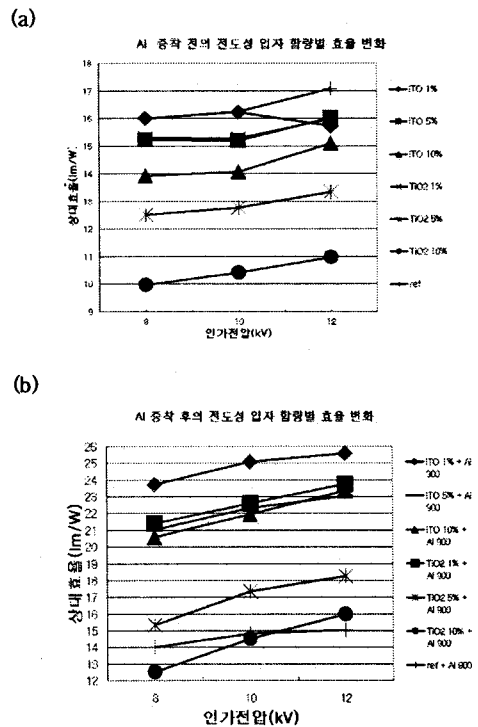 (a)
Al 증착 전의 전도성 입자 함량별 효율 변화
상대효율(lm/W)
18
17
16
15
14
13
12
11
10
9
8
10
12
인가전압(kV)
ITO 1%
ITO 5%
ITO 10%
TiO2 1%
TiO2 5%
TiO2 10%
ref
(b)
Al 증착 후의 전도성 입자 함량별 효율 변화
상대효율(lm/W)
26
25
24
23
22
21
20
19
18
17
16
15
14
13
12
8
10
12
인가전압(kV)
ITO 1% + Al
900
ITO 5% + Al
900
ITO 10% +
Al 900
TiO2 1% +
Al 900
TiO2 5% +
Al 900
TiO2 10% +
Al 900
ref + Al 900